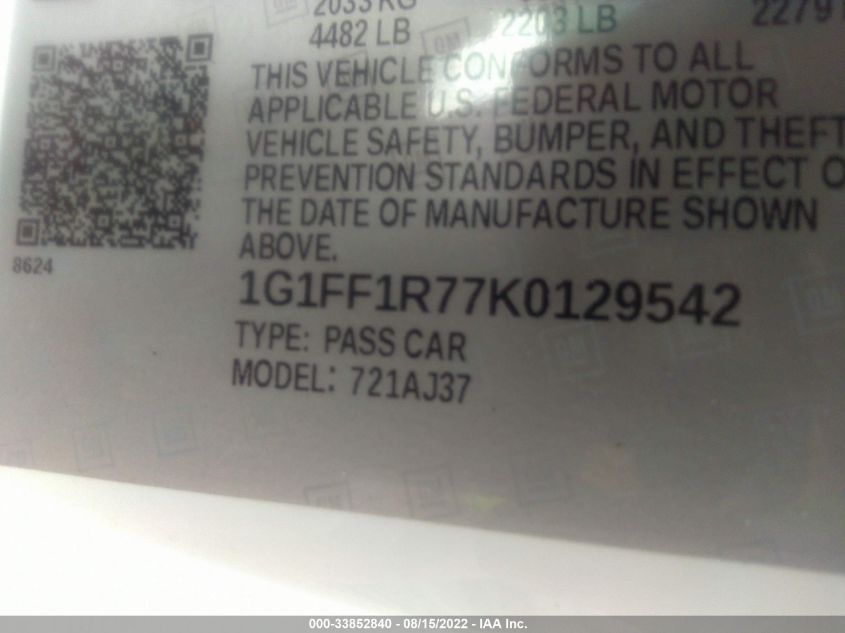 2033 KG
4482 LB 2203 LB 2279
THIS VEHICLE CONFORMS TO ALL
APPLICABLE U.S. FEDERAL MOTOR
VEHICLE SAFETY, BUMPER, AND THEFT
PREVENTION STANDARDS IN EFFECT O
THE DATE OF MANUFACTURE SHOWN
ABOVE.
8624
1G1FF1R77K0129542
TYPE: PASS CAR
MODEL: 721AJ37
000-33852840 - 08/15/2022 - IAA Inc.